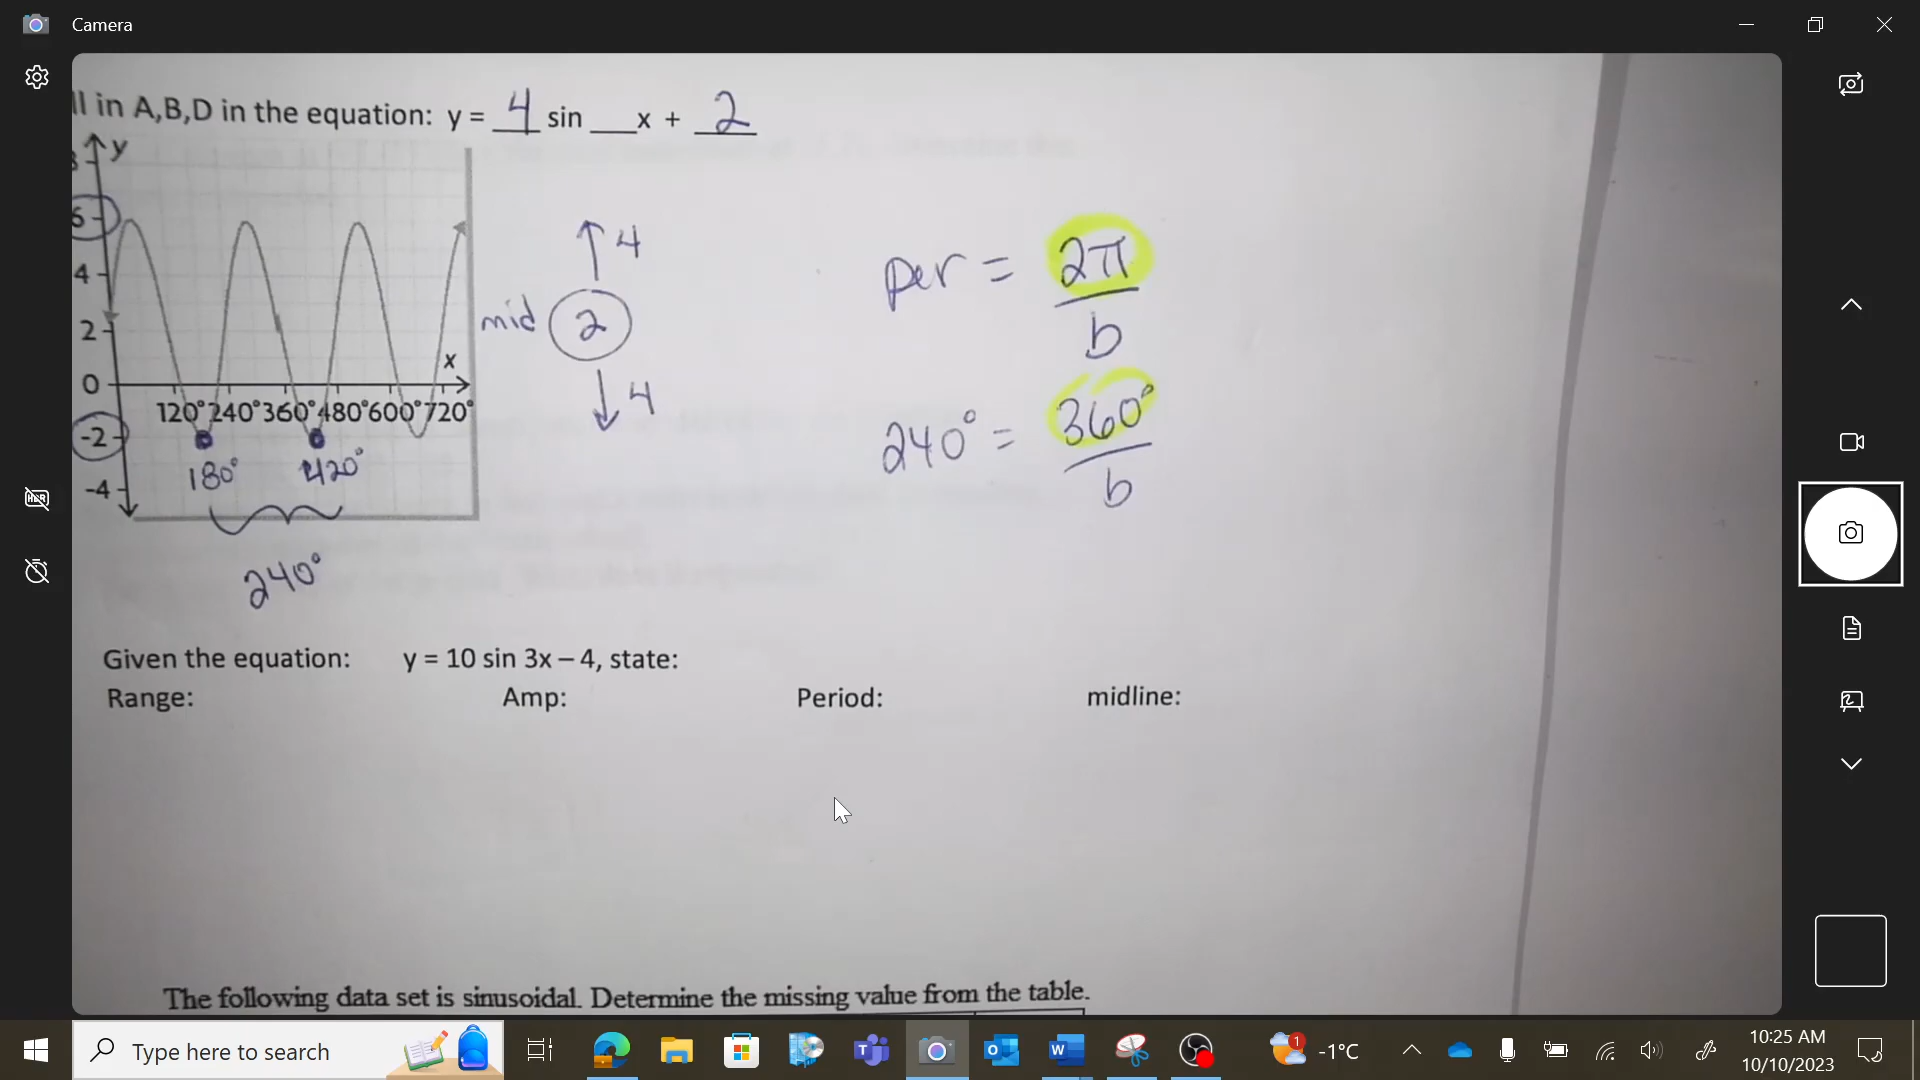 Camera
ll in A,B,D in the equation: y = 4 sin ___x + 2
y
6
4
2
0
-2
-4
x
120° 240° 360° 480° 600° 720°
180° 420°
240°
mid 2
4
4
per = 2π
b
240° = 360°
b
Given the equation: y = 10 sin 3x – 4, state:
Range: Amp: Period: midline:
The following data set is sinusoidal. Determine the missing value from the table.
Type here to search
1
-1°C
10:25 AM
10/10/2023